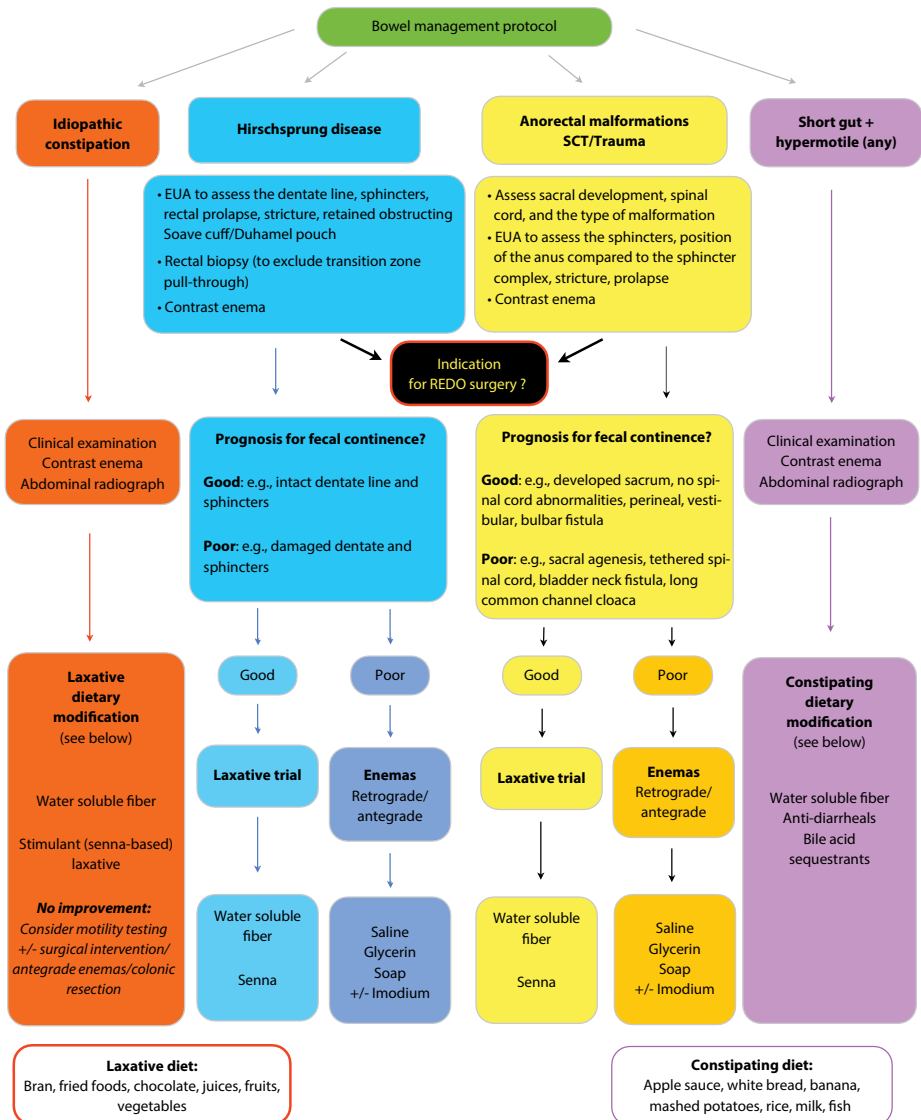 Bowel management protocol
Idiopathic
constipation
Hirschsprung disease
Anorectal malformations
SCT/Trauma
Short gut +
hypermotile (any)
• EUA to assess the dentate line, sphincters,
rectal prolapse, stricture, retained obstructing
Soave cuff/Duhamel pouch
• Rectal biopsy (to exclude transition zone
pull-through)
• Contrast enema
• Assess sacral development, spinal
cord, and the type of malformation
• EUA to assess the sphincters, position
of the anus compared to the sphincter
complex, stricture, prolapse
• Contrast enema
Indication
for REDO surgery ?
Clinical examination
Contrast enema
Abdominal radiograph
Prognosis for fecal continence?
Good: e.g., intact dentate line and
sphincters
Poor: e.g., damaged dentate and
sphincters
Prognosis for fecal continence?
Good: e.g., developed sacrum, no spi-
nal cord abnormalities, perineal, vesti-
bular, bulbar fistula
Poor: e.g., sacral agenesis, tethered spi-
nal cord, bladder neck fistula, long
common channel cloaca
Clinical examination
Contrast enema
Abdominal radiograph
Laxative
dietary
modification
(see below)
Water soluble fiber
Stimulant (senna-based)
laxative
No improvement:
Consider motility testing
+/- surgical intervention/
antegrade enemas/colonic
resection
Good
Laxative trial
Water soluble
fiber
Senna
Poor
Enemas
Retrograde/
antegrade
Saline
Glycerin
Soap
+/- Imodium
Good
Laxative trial
Water soluble
fiber
Senna
Poor
Enemas
Retrograde/
antegrade
Saline
Glycerin
Soap
+/- Imodium
Constipating
dietary
modification
(see below)
Water soluble fiber
Anti-diarrheals
Bile acid
sequestrants
Laxative diet:
Bran, fried foods, chocolate, juices, fruits,
vegetables
Constipating diet:
Apple sauce, white bread, banana,
mashed potatoes, rice, milk, fish